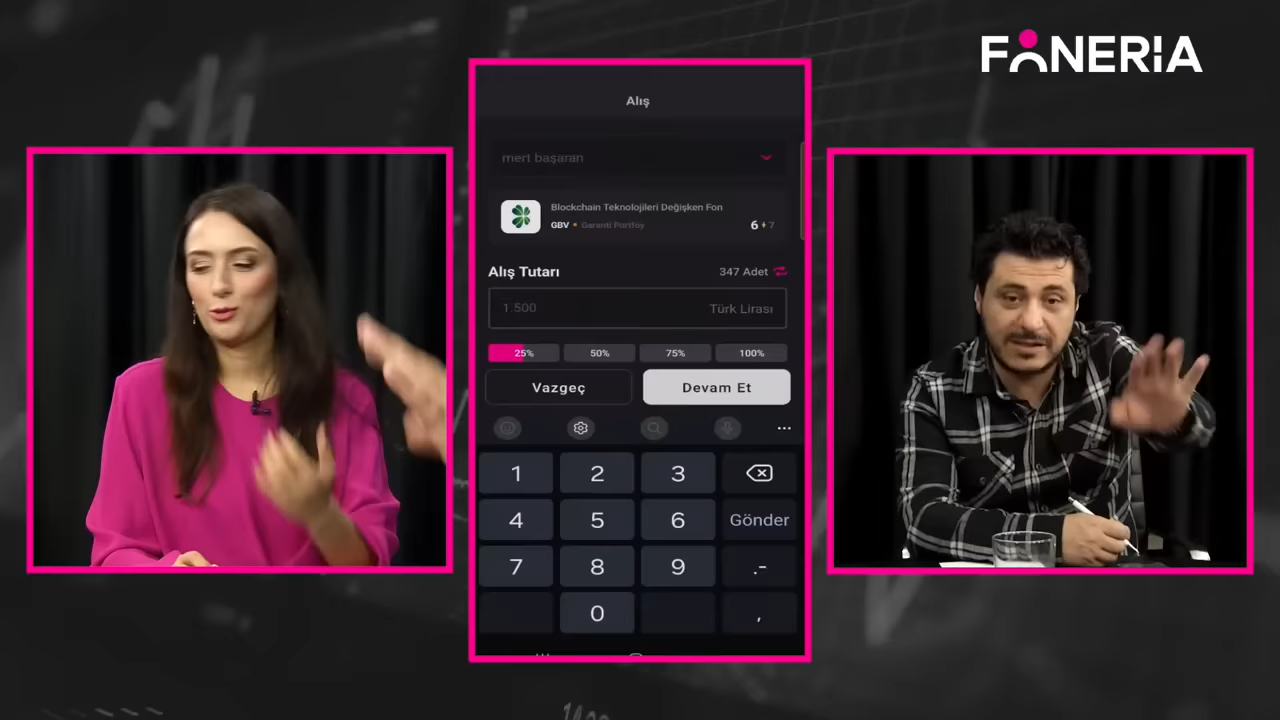 FONERIA
Alış
mert başaran
Blockchain Teknolojileri Değişken Fon
GBV • Garanti Portföy
6 7
Alış Tutarı
347 Adet
1.500
Türk Lirası
25% 50% 75% 100%
Vazgeç
Devam Et
1 2 3
4 5 6 Gönder
7 8 9 .-
0 ,